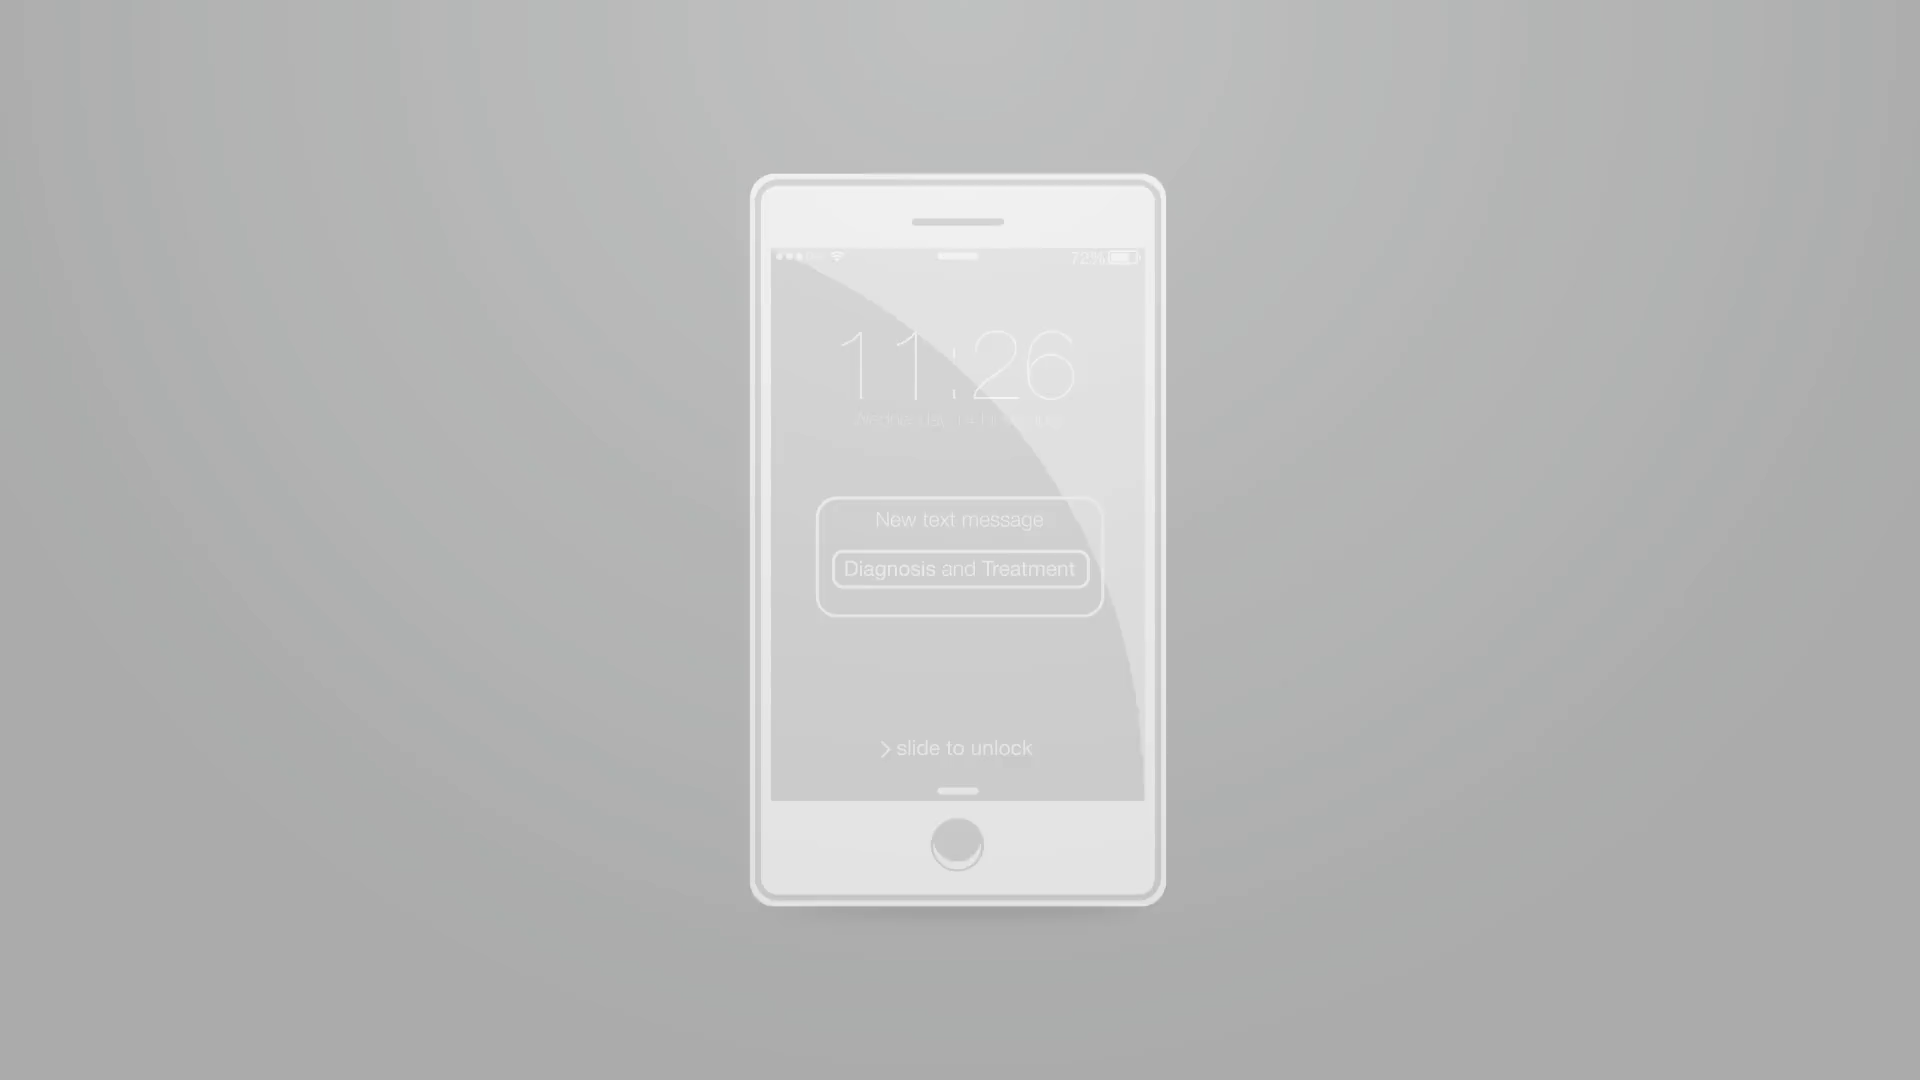 72%
11:26
New text message
Diagnosis and Treatment
slide to unlock